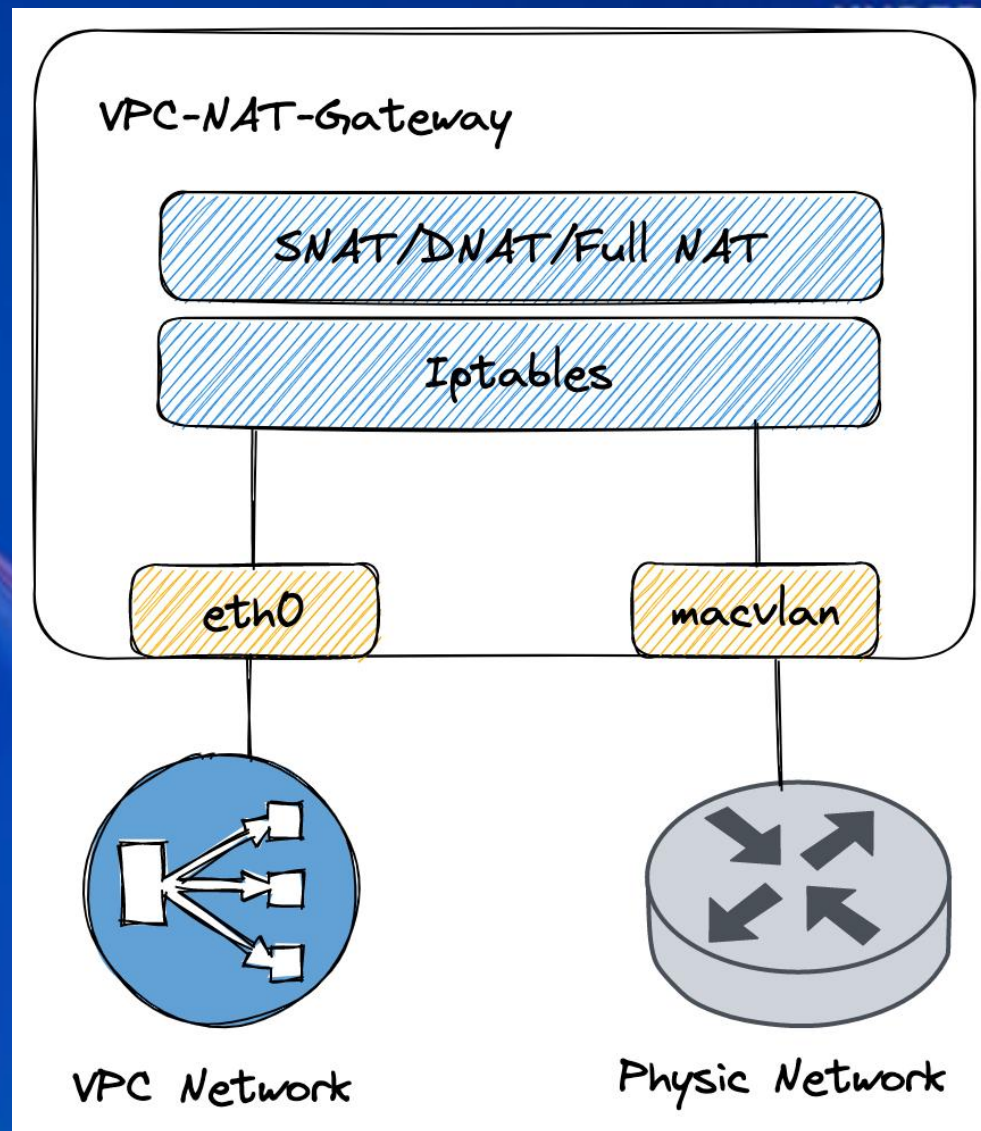 VPC-NAT-Gateway
SNAT/DNAT/Full NAT
Iptables
eth0
macvlan
VPC Network
Physic Network